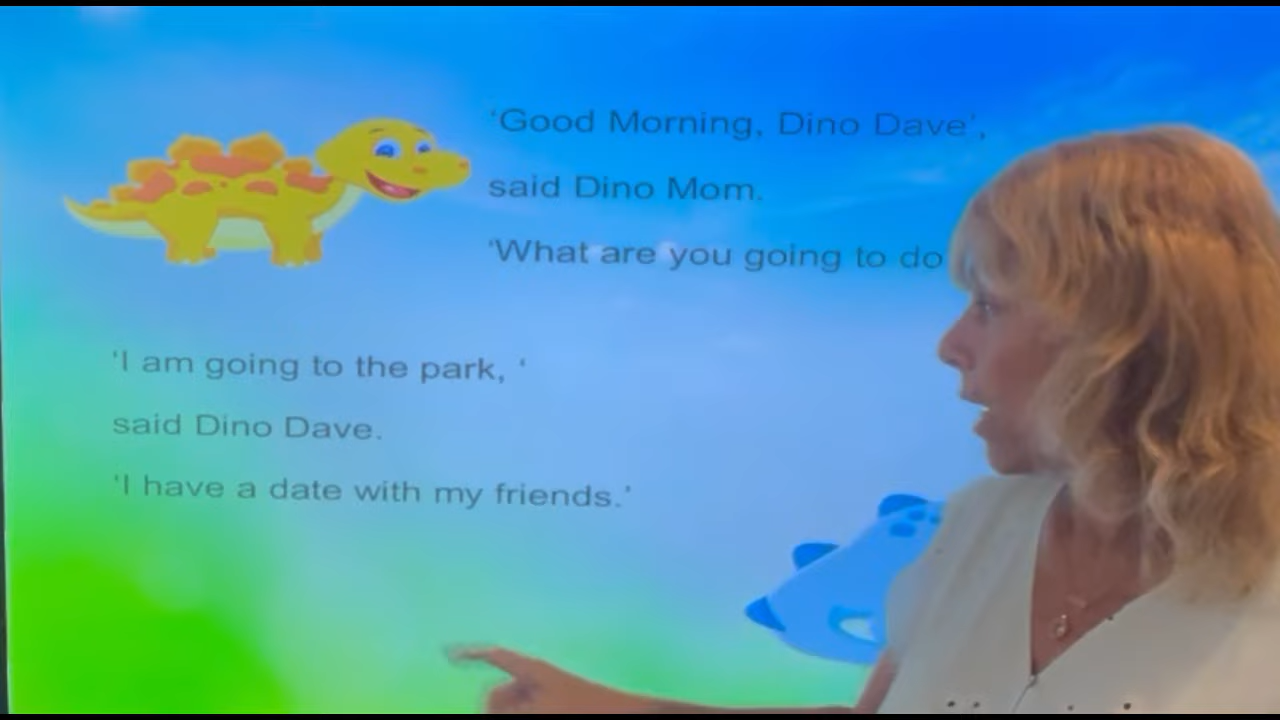 ‘Good Morning, Dino Dave’,
said Dino Mom.
‘What are you going to do
‘I am going to the park, ‘
said Dino Dave.
‘I have a date with my friends.’